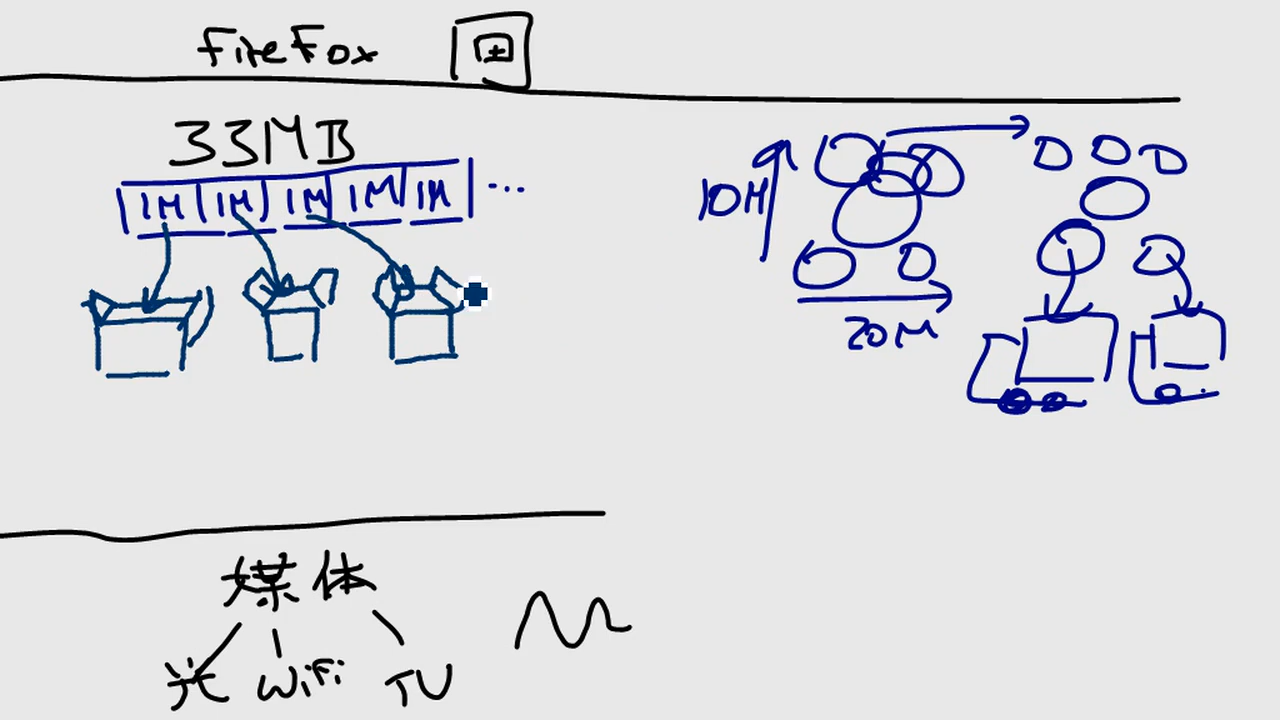 FireFox
33MB
1M 1M 1M 1M 1M ...
10M
20M
媒体
光 WiFi TV